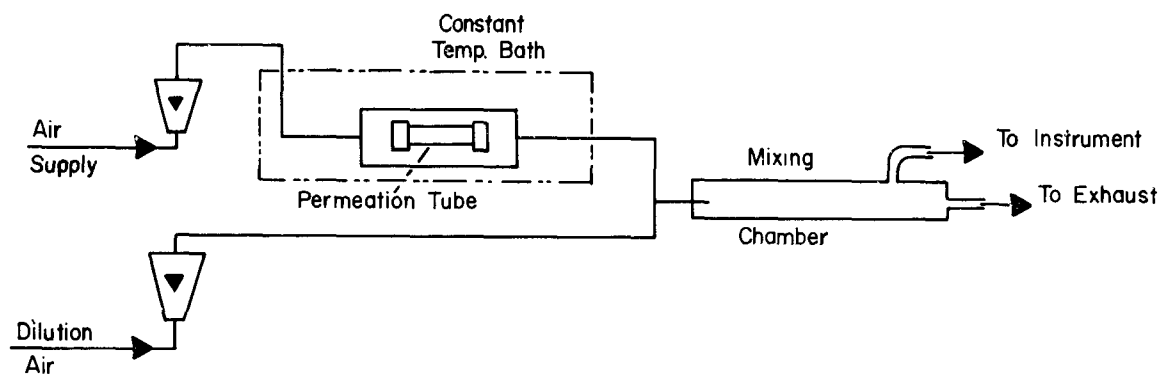 Constant
Temp. Bath
Air
Supply
Permeation Tube
Mixing
To Instrument
To Exhaust
Chamber
Dilution
Air